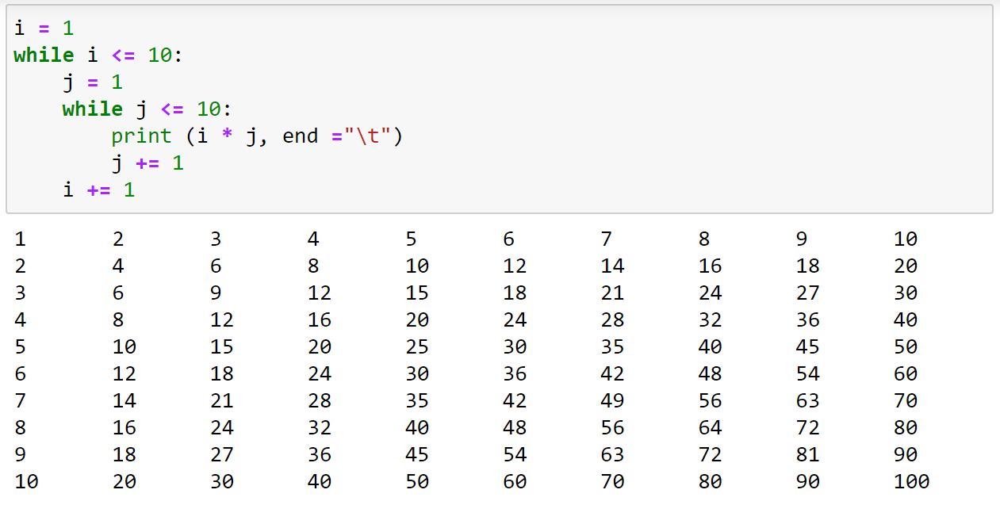 i = 1
while i <= 10:
    j = 1
    while j <= 10:
        print (i * j, end ="\t")
        j += 1
    i += 1
1 2 3 4 5 6 7 8 9 10
2 4 6 8 10 12 14 16 18 20
3 6 9 12 15 18 21 24 27 30
4 8 12 16 20 24 28 32 36 40
5 10 15 20 25 30 35 40 45 50
6 12 18 24 30 36 42 48 54 60
7 14 21 28 35 42 49 56 63 70
8 16 24 32 40 48 56 64 72 80
9 18 27 36 45 54 63 72 81 90
10 20 30 40 50 60 70 80 90 100